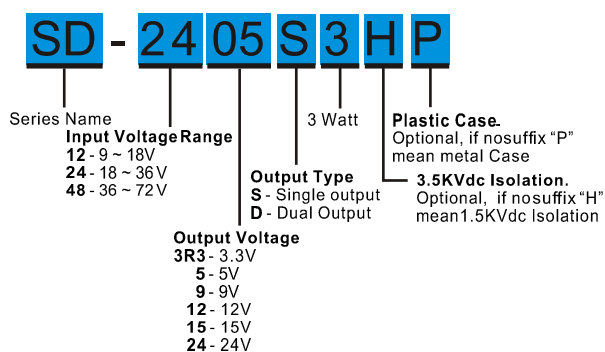 SD-2405S3HP
Series Name
Input Voltage Range
12 - 9 ~ 18V
24 - 18 ~ 36V
48 - 36 ~ 72V
Output Voltage
3R3 - 3.3V
5 - 5V
9 - 9V
12 - 12V
15 - 15V
24 - 24V
Output Type
S - Single output
D - Dual Output
3 Watt
3.5KVdc Isolation.
Optional, if nosuffix “H”
mean1.5KVdc Isolation
Plastic Case.
Optional, if nosuffix “P”
mean metal Case